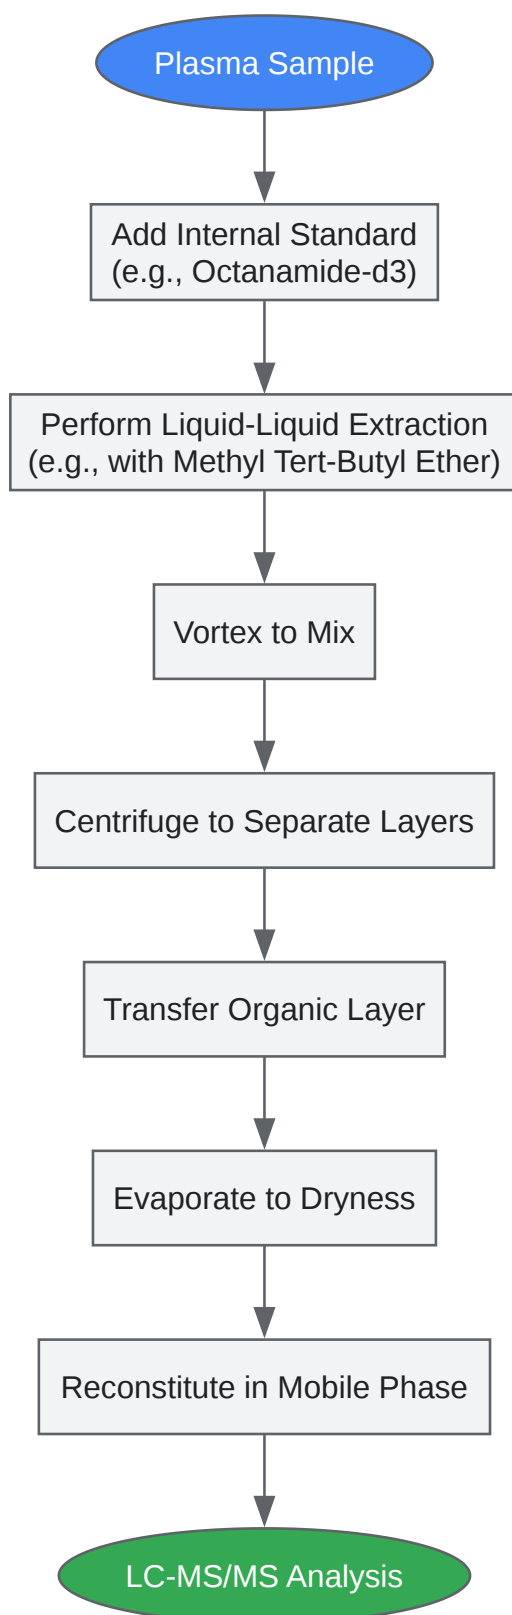 Plasma Sample
Add Internal Standard
(e.g., Octanamide-d3)
Perform Liquid-Liquid Extraction
(e.g., with Methyl Tert-Butyl Ether)
Vortex to Mix
Centrifuge to Separate Layers
Transfer Organic Layer
Evaporate to Dryness
Reconstitute in Mobile Phase
LC-MS/MS Analysis